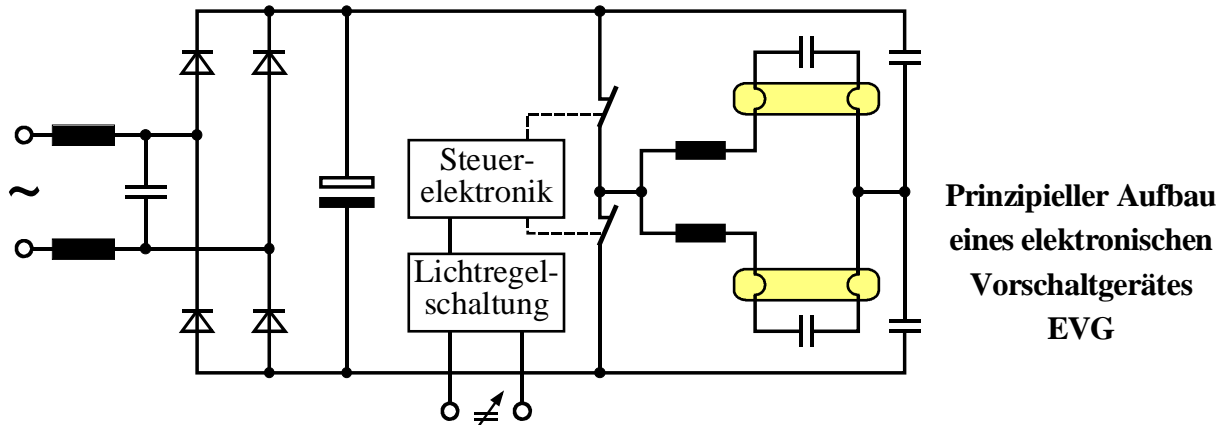 Steuer-
elektronik
Lichtregel-
schaltung
Prinzipieller Aufbau
eines elektronischen
Vorschaltgerätes
EVG